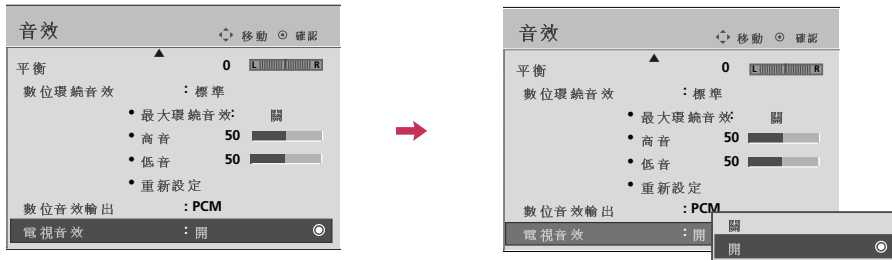 音效 移動 確認
平衡 0 L R
數位環繞音效 : 標準
• 最大環繞音效: 關
• 高音 50
• 低音 50
• 重新設定
數位音效輸出 : PCM
電視音效 : 開
音效 移動 確認
平衡 0 L R
數位環繞音效 : 標準
• 最大環繞音效: 關
• 高音 50
• 低音 50
• 重新設定
數位音效輸出 : PCM
電視音效 : 開
關
開